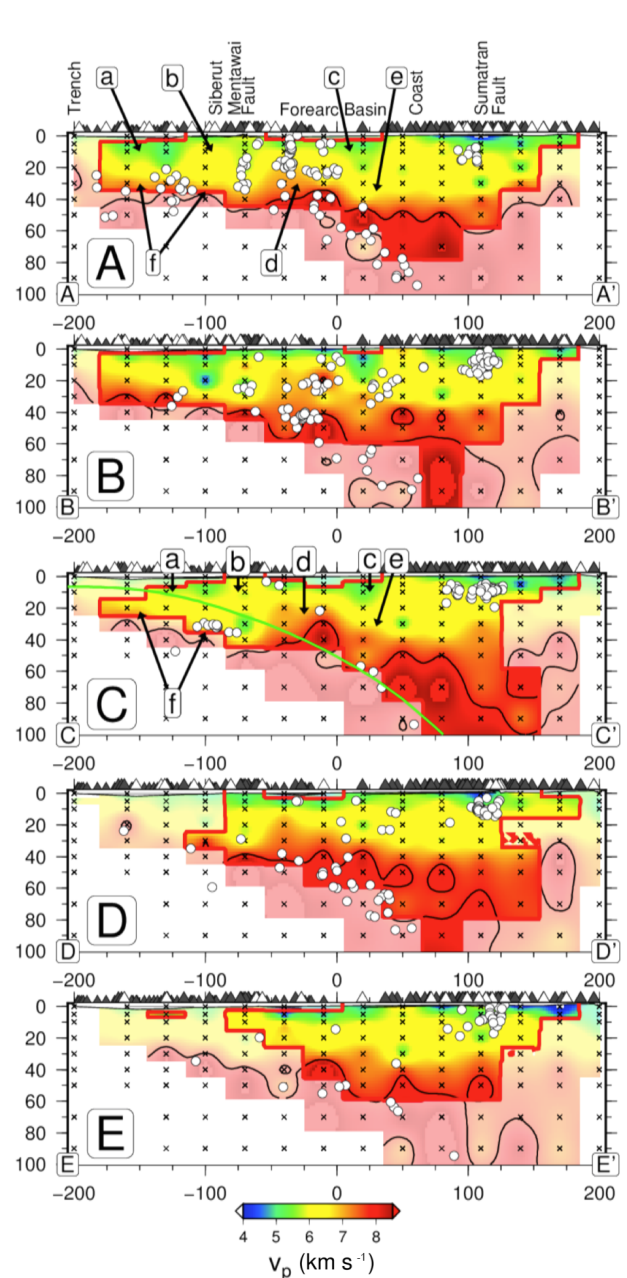 Trench
Siberut
Mentawai
Fault
Forearc Basin
Coast
Sumatran
Fault
a
b
c
e
0
20
40
60
80
100
d
f
A
A
A'
−200
−100
0
100
200
0
20
40
60
80
100
B
B
B'
−200
−100
0
100
200
a
b
d
c
e
0
20
40
60
80
100
f
C
C
C'
−200
−100
0
100
200
0
20
40
60
80
100
D
D
D'
−200
−100
0
100
200
0
20
40
60
80
100
E
E
E'
−200
−100
0
100
200
4 5 6 7 8
vp (km s⁻¹)